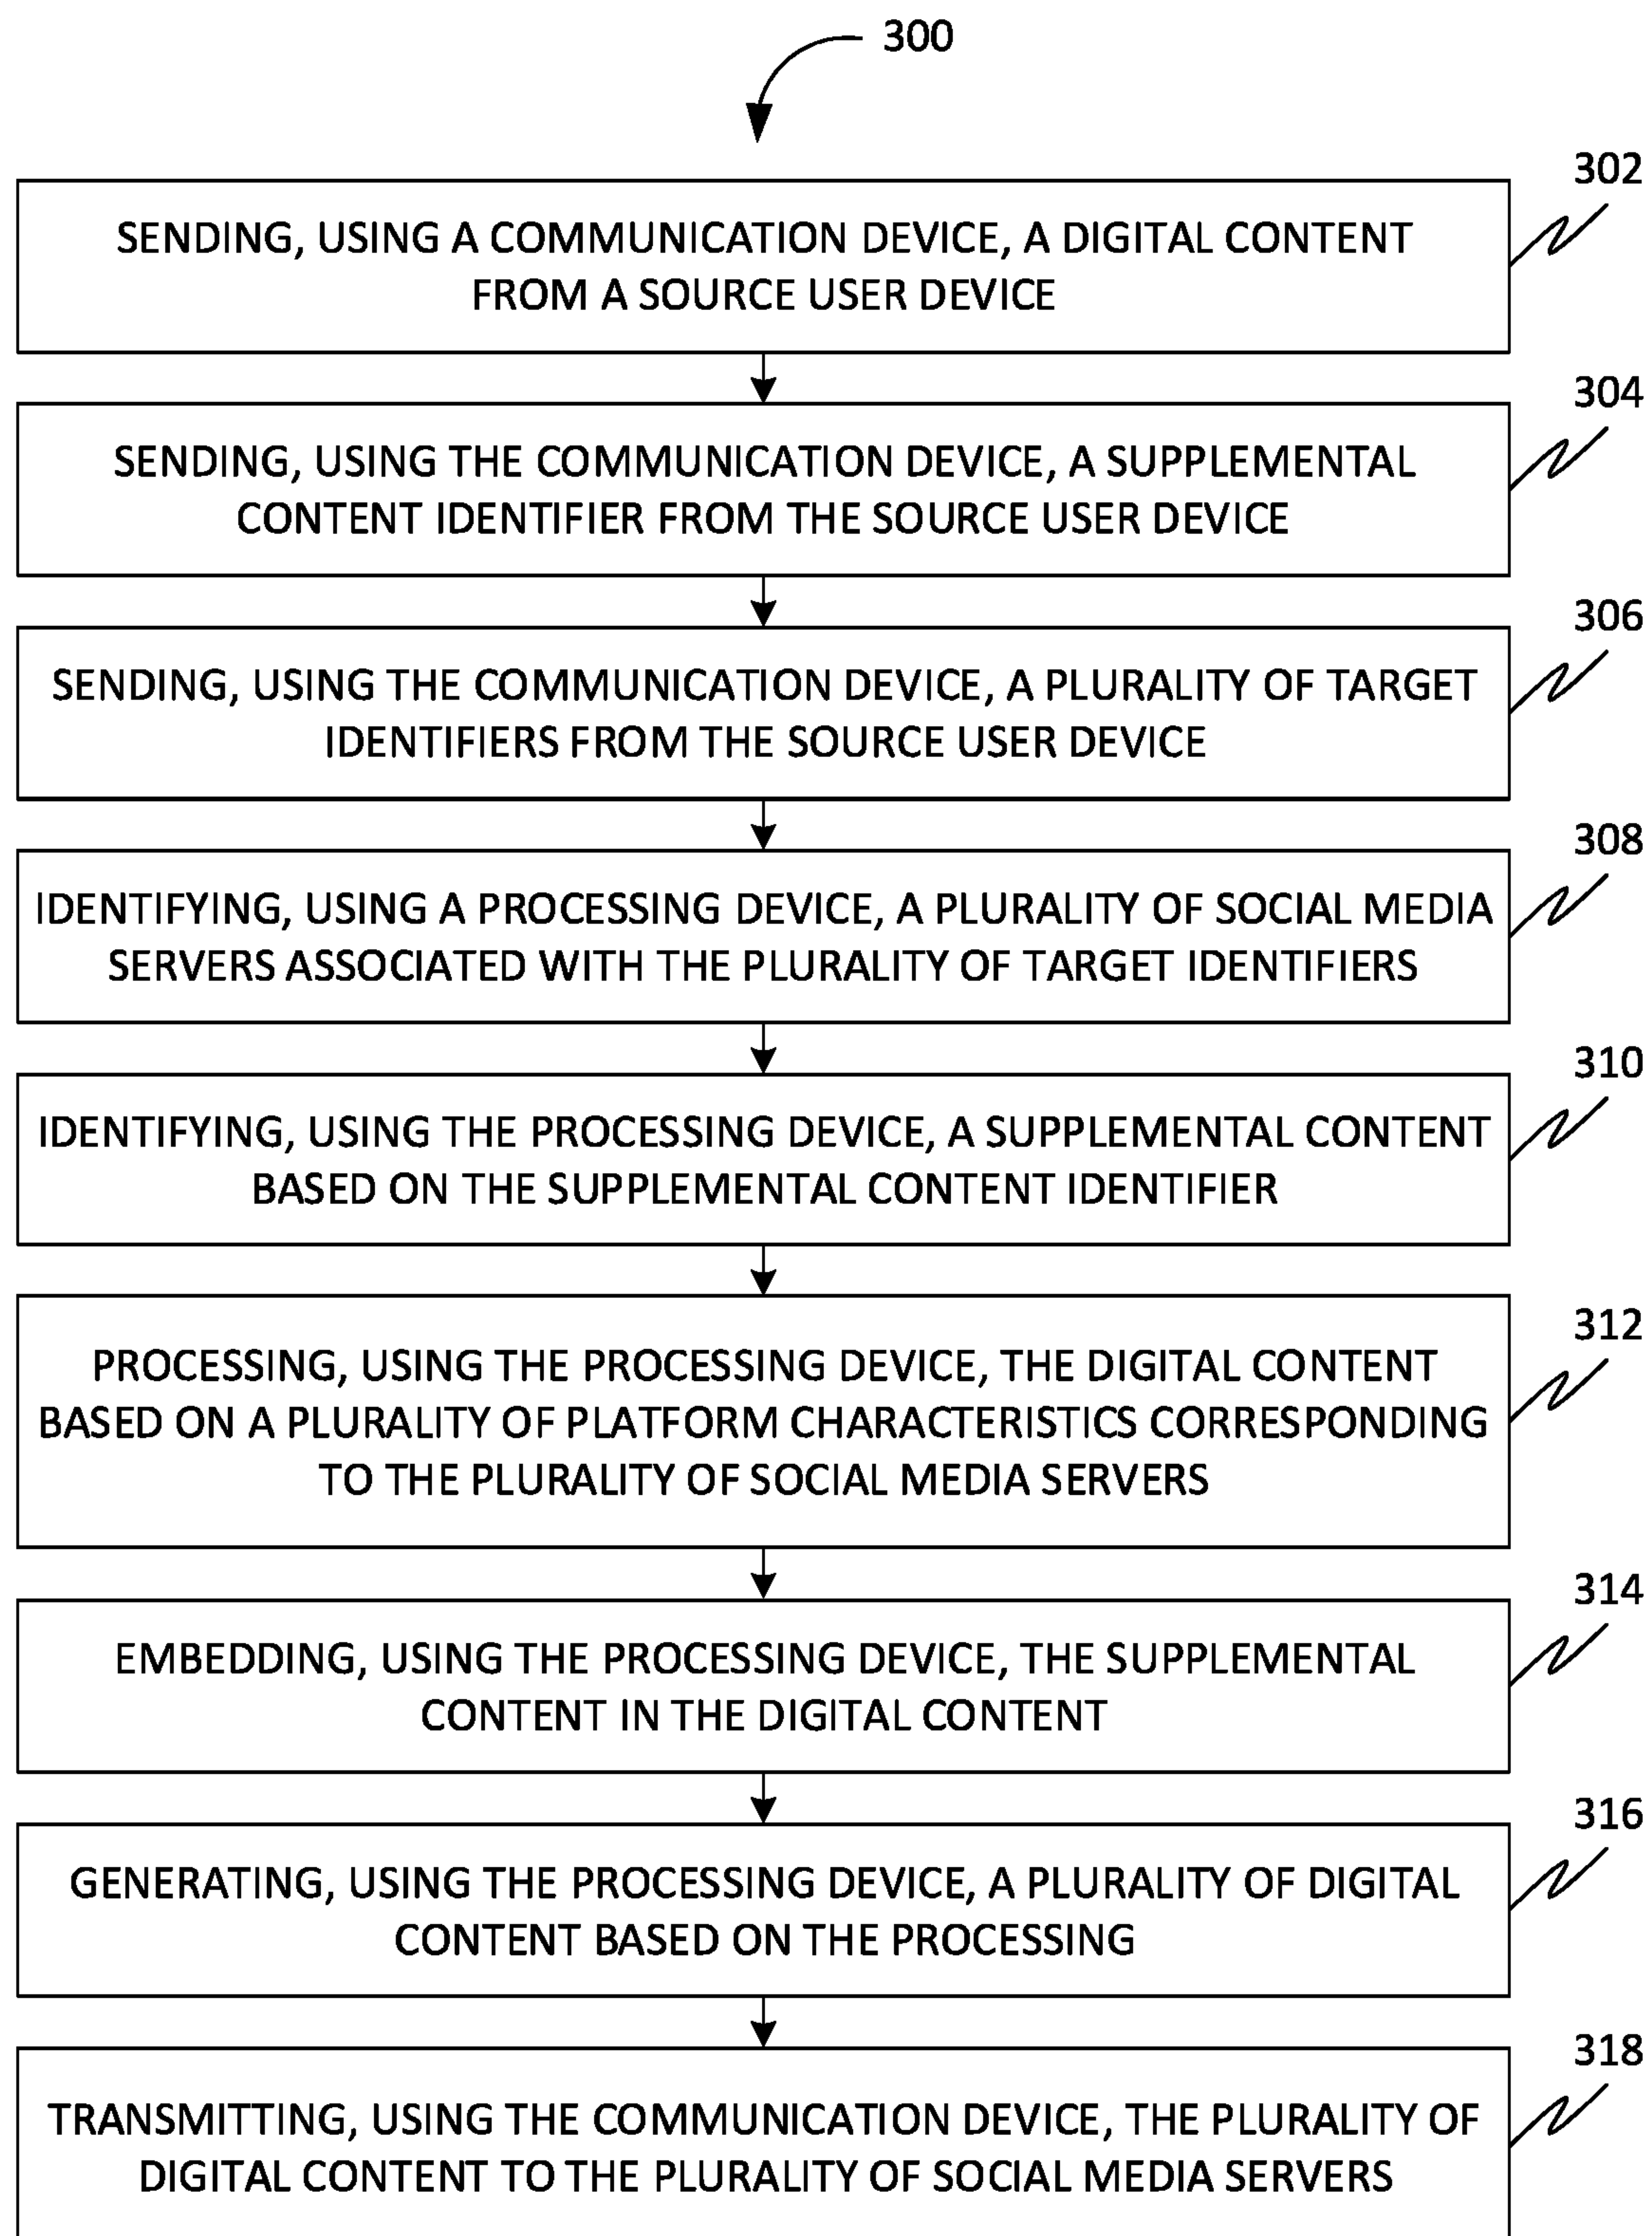 300
302
SENDING, USING A COMMUNICATION DEVICE, A DIGITAL CONTENT
FROM A SOURCE USER DEVICE
304
SENDING, USING THE COMMUNICATION DEVICE, A SUPPLEMENTAL
CONTENT IDENTIFIER FROM THE SOURCE USER DEVICE
306
SENDING, USING THE COMMUNICATION DEVICE, A PLURALITY OF TARGET
IDENTIFIERS FROM THE SOURCE USER DEVICE
308
IDENTIFYING, USING A PROCESSING DEVICE, A PLURALITY OF SOCIAL MEDIA
SERVERS ASSOCIATED WITH THE PLURALITY OF TARGET IDENTIFIERS
310
IDENTIFYING, USING THE PROCESSING DEVICE, A SUPPLEMENTAL CONTENT
BASED ON THE SUPPLEMENTAL CONTENT IDENTIFIER
312
PROCESSING, USING THE PROCESSING DEVICE, THE DIGITAL CONTENT
BASED ON A PLURALITY OF PLATFORM CHARACTERISTICS CORRESPONDING
TO THE PLURALITY OF SOCIAL MEDIA SERVERS
314
EMBEDDING, USING THE PROCESSING DEVICE, THE SUPPLEMENTAL
CONTENT IN THE DIGITAL CONTENT
316
GENERATING, USING THE PROCESSING DEVICE, A PLURALITY OF DIGITAL
CONTENT BASED ON THE PROCESSING
318
TRANSMITTING, USING THE COMMUNICATION DEVICE, THE PLURALITY OF
DIGITAL CONTENT TO THE PLURALITY OF SOCIAL MEDIA SERVERS